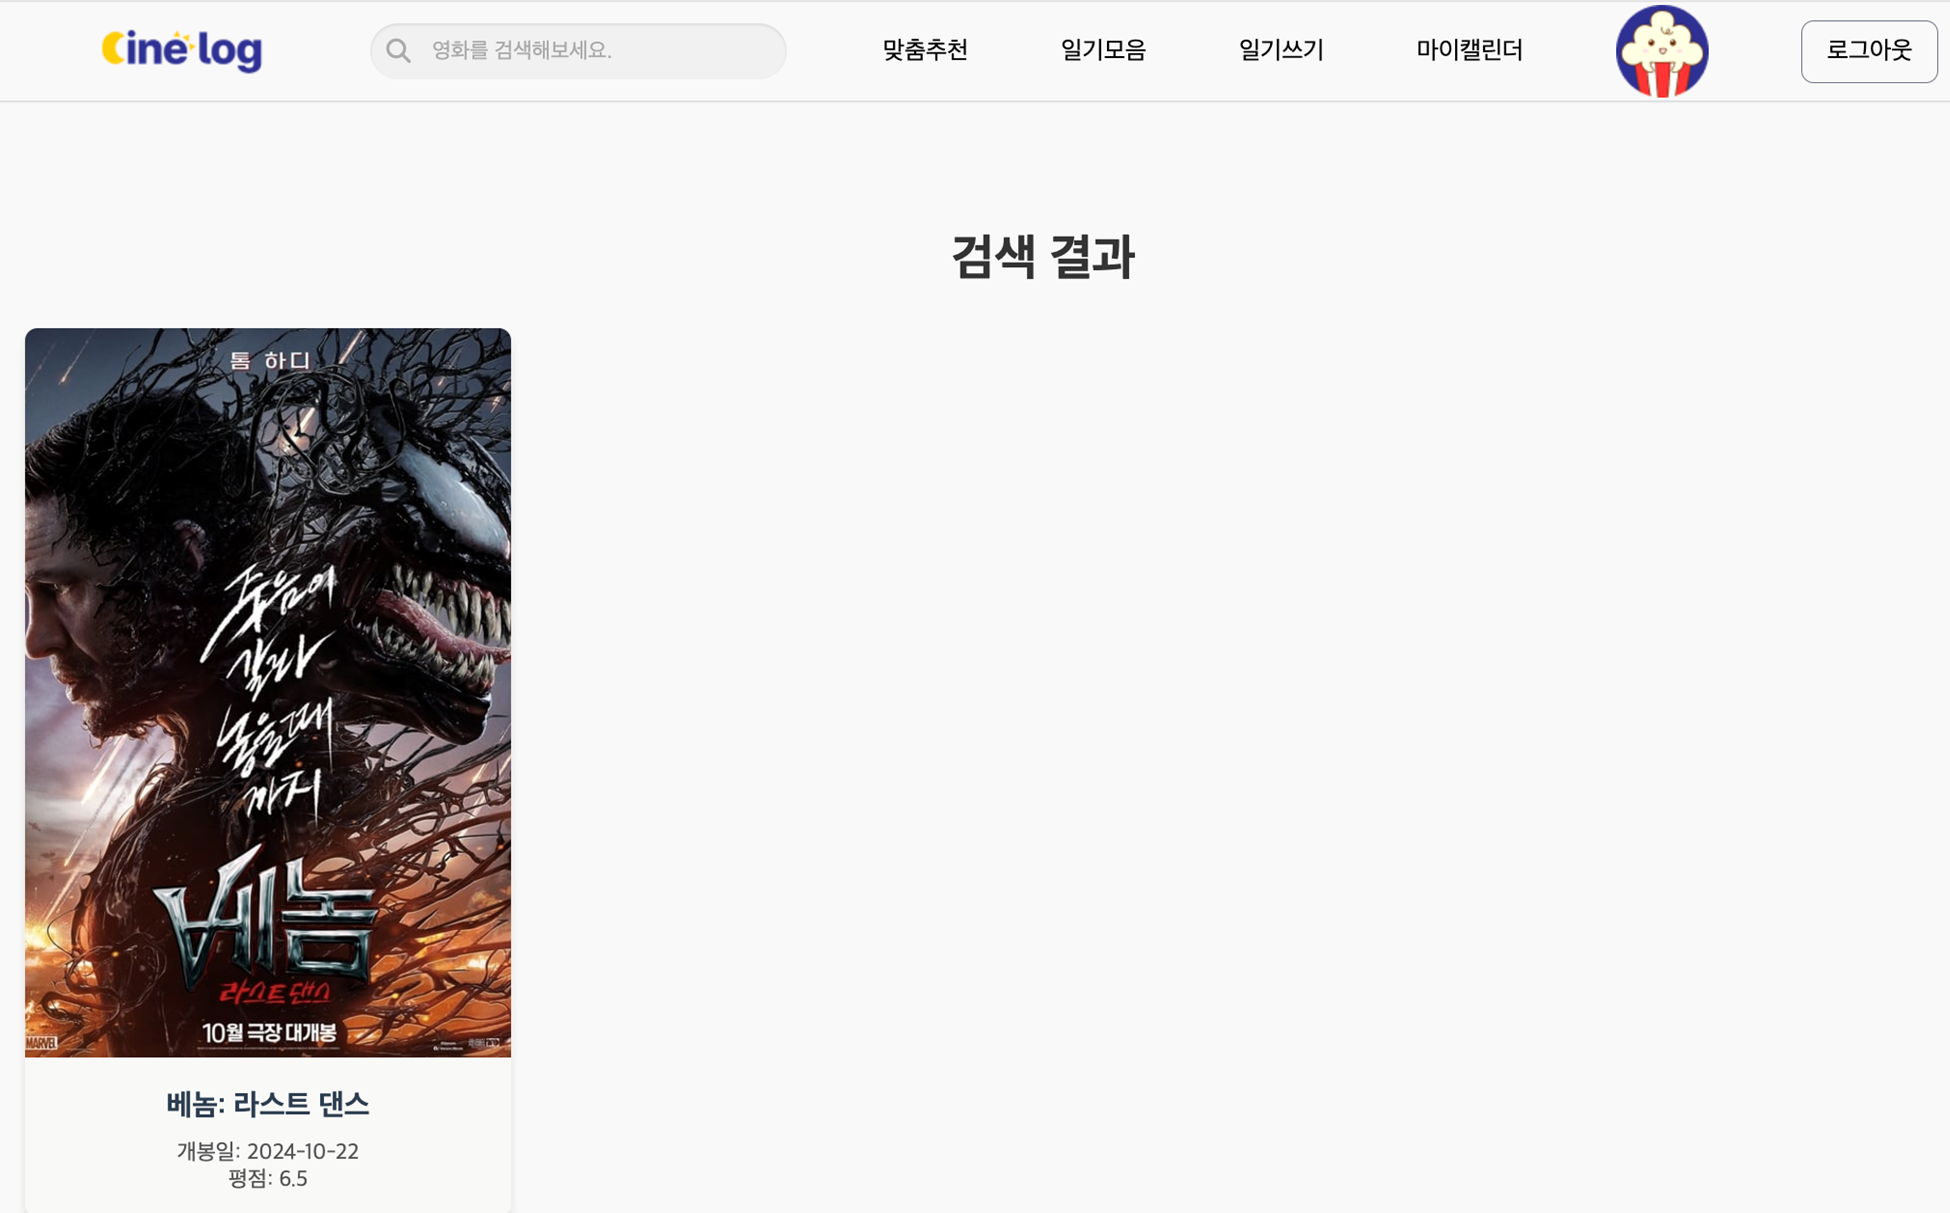 Cine log
영화를 검색해보세요.
맞춤추천
일기모음
일기쓰기
마이캘린더
로그아웃
검색 결과
톰 하디
죽음이
갈라
놓을때
까지
베놈
라스트 댄스
10월 극장 대개봉
MARVEL
베놈: 라스트 댄스
개봉일: 2024-10-22
평점: 6.5